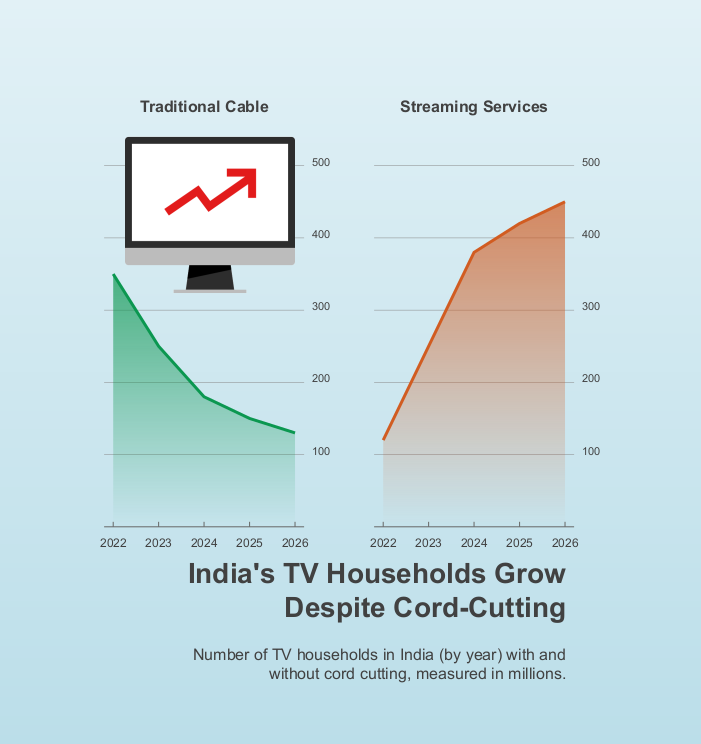 Traditional Cable
500
400
300
200
100
2022 2023 2024 2025 2026
Streaming Services
500
400
300
200
100
2022 2023 2024 2025 2026
India's TV Households Grow
Despite Cord-Cutting
Number of TV households in India (by year) with and
without cord cutting, measured in millions.